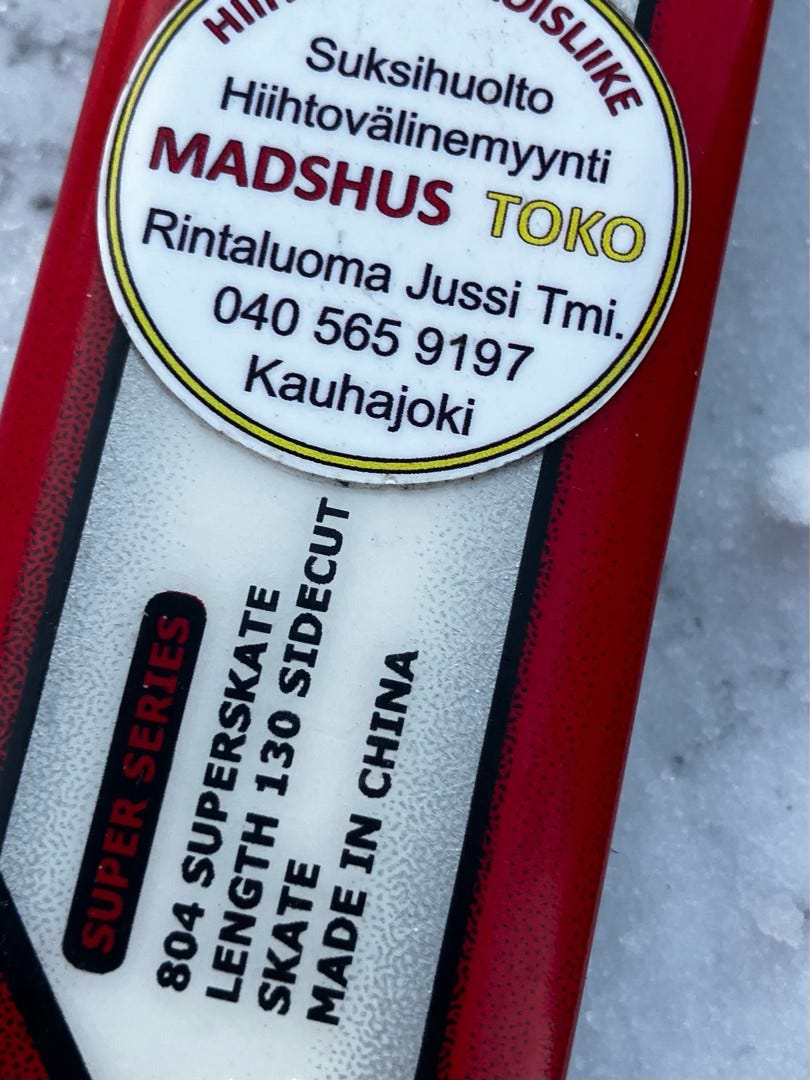 Suksihuolto
Hiihtovälinemyynti
MADSHUS TOKO
Rintaluoma Jussi Tmi.
040 565 9197
Kauhajoki
SUPER SERIES
804 SUPERSKATE
LENGTH 130 SIDECUT
SKATE
MADE IN CHINA